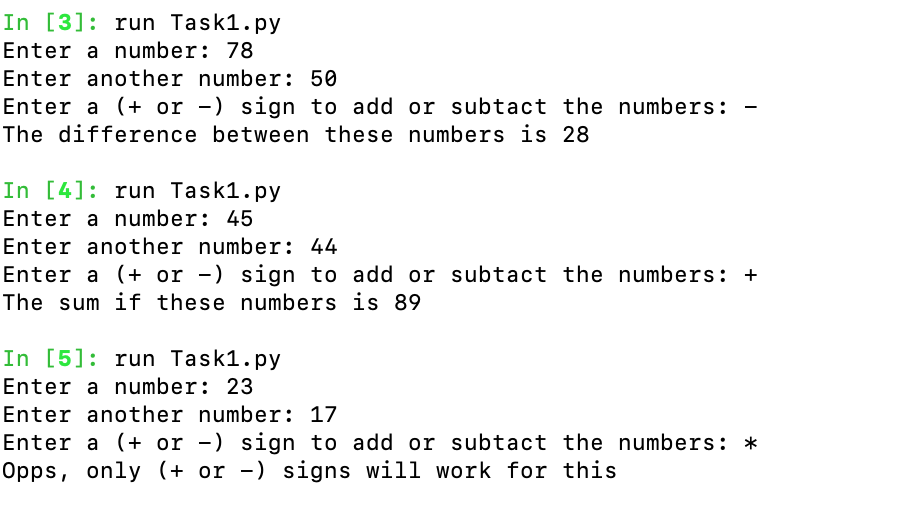 In [3]: run Task1.py
Enter a number: 78
Enter another number: 50
Enter a (+ or -) sign to add or subtact the numbers: -
The difference between these numbers is 28
In [4]: run Task1.py
Enter a number: 45
Enter another number: 44
Enter a (+ or -) sign to add or subtact the numbers: +
The sum if these numbers is 89
In [5]: run Task1.py
Enter a number: 23
Enter another number: 17
Enter a (+ or -) sign to add or subtact the numbers: *
Opps, only (+ or -) signs will work for this